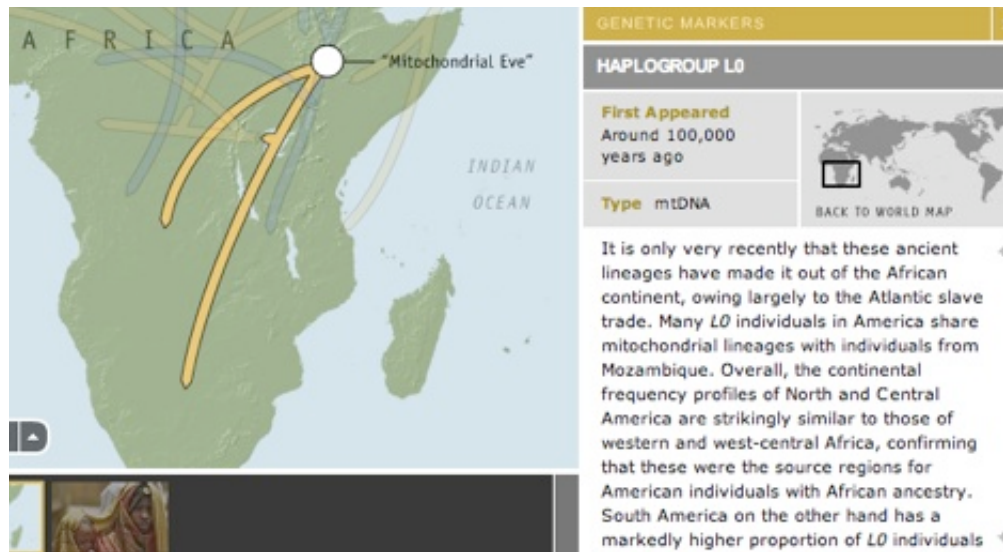 AFRICA
"Mitochondrial Eve"
INDIAN
OCEAN
GENETIC MARKERS
HAPLOGROUP L0
First Appeared
Around 100,000
years ago
Type mtDNA
BACK TO WORLD MAP
It is only very recently that these ancient
lineages have made it out of the African
continent, owing largely to the Atlantic slave
trade. Many L0 individuals in America share
mitochondrial lineages with individuals from
Mozambique. Overall, the continental
frequency profiles of North and Central
America are strikingly similar to those of
western and west-central Africa, confirming
that these were the source regions for
American individuals with African ancestry.
South America on the other hand has a
markedly higher proportion of L0 individuals